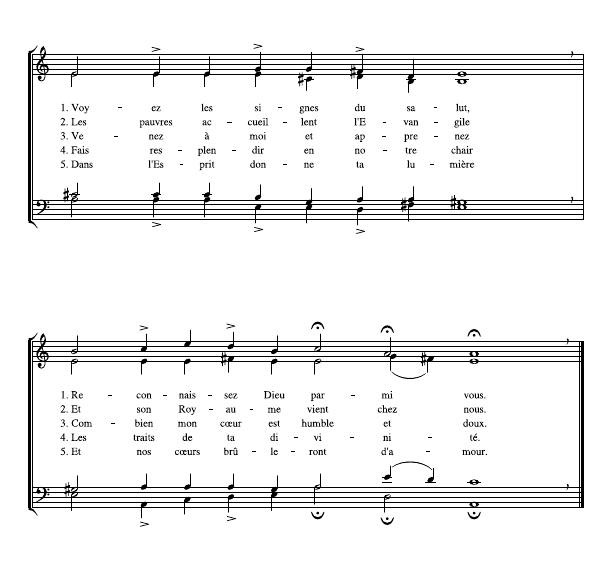 1. Voy - ez les si - gnes du sa - lut,
2. Les pauvres ac - cueil - lent l'E - van - gile
3. Ve - nez à moi et ap - pre - nez
4. Fais res - plen - dir en no - tre chair
5. Dans l'Es - prit don - ne ta lu - mière
1. Re - con - nais - sez Dieu par - mi vous.
2. Et son Roy - au - me vient chez nous.
3. Com - bien mon cœur est humble et doux.
4. Les traits de ta di - vi - ni - té.
5. Et nos cœurs brû - le - ront d'a - mour.